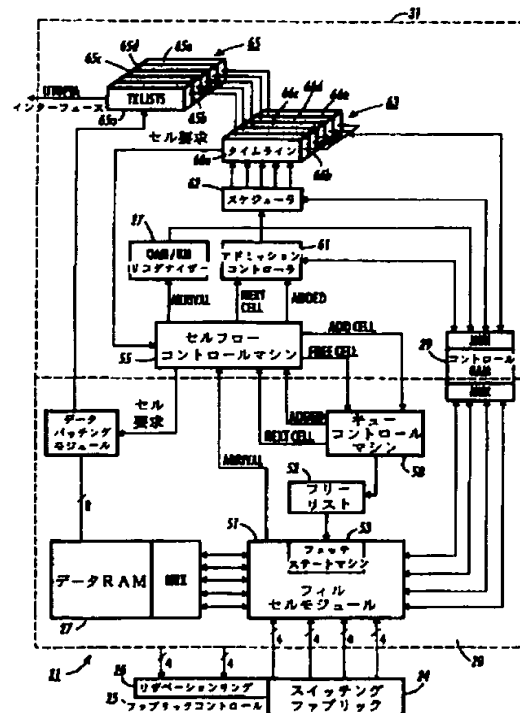 31
65d 65e 65
65c
UTOPIA
インターフェース
TX LISTS
65a
65b
セル要求
66c 66d 66e 63
タイムライン
66a
66b
62
スケジューラ
OAM/RM
リコグナイザー
アドミッション
コントローラ
61
ARRIVAL
NEXT
CELL
ADDED
セルフロー
コントロールマシン
55
ADD CELL
FREE CELL
MUX
コントロール
RAM
MUX
29
データ
パッチング
モジュール
セル
要求
ADDED
NEXT CELL
キュー
コントロール
マシン
58
ARRIVAL
52
フリー
リスト
51
53
フェッチ
ステートマシン
フィル
セルモジュール
データRAM
MUX
27
8
4 4 4 4
4 4
21
28
26
リザベーションリング
25
ファブリックコントロール
スイッチング
ファブリック
24